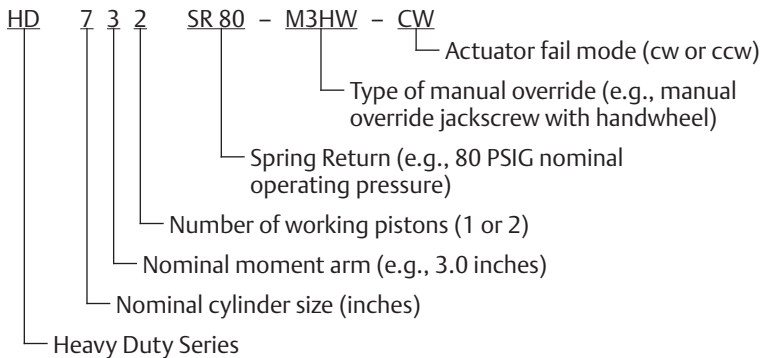 HD 7 3 2 SR 80 – M3HW – CW
Actuator fail mode (cw or ccw)
Type of manual override (e.g., manual
override jackscrew with handwheel)
Spring Return (e.g., 80 PSIG nominal
operating pressure)
Number of working pistons (1 or 2)
Nominal moment arm (e.g., 3.0 inches)
Nominal cylinder size (inches)
Heavy Duty Series